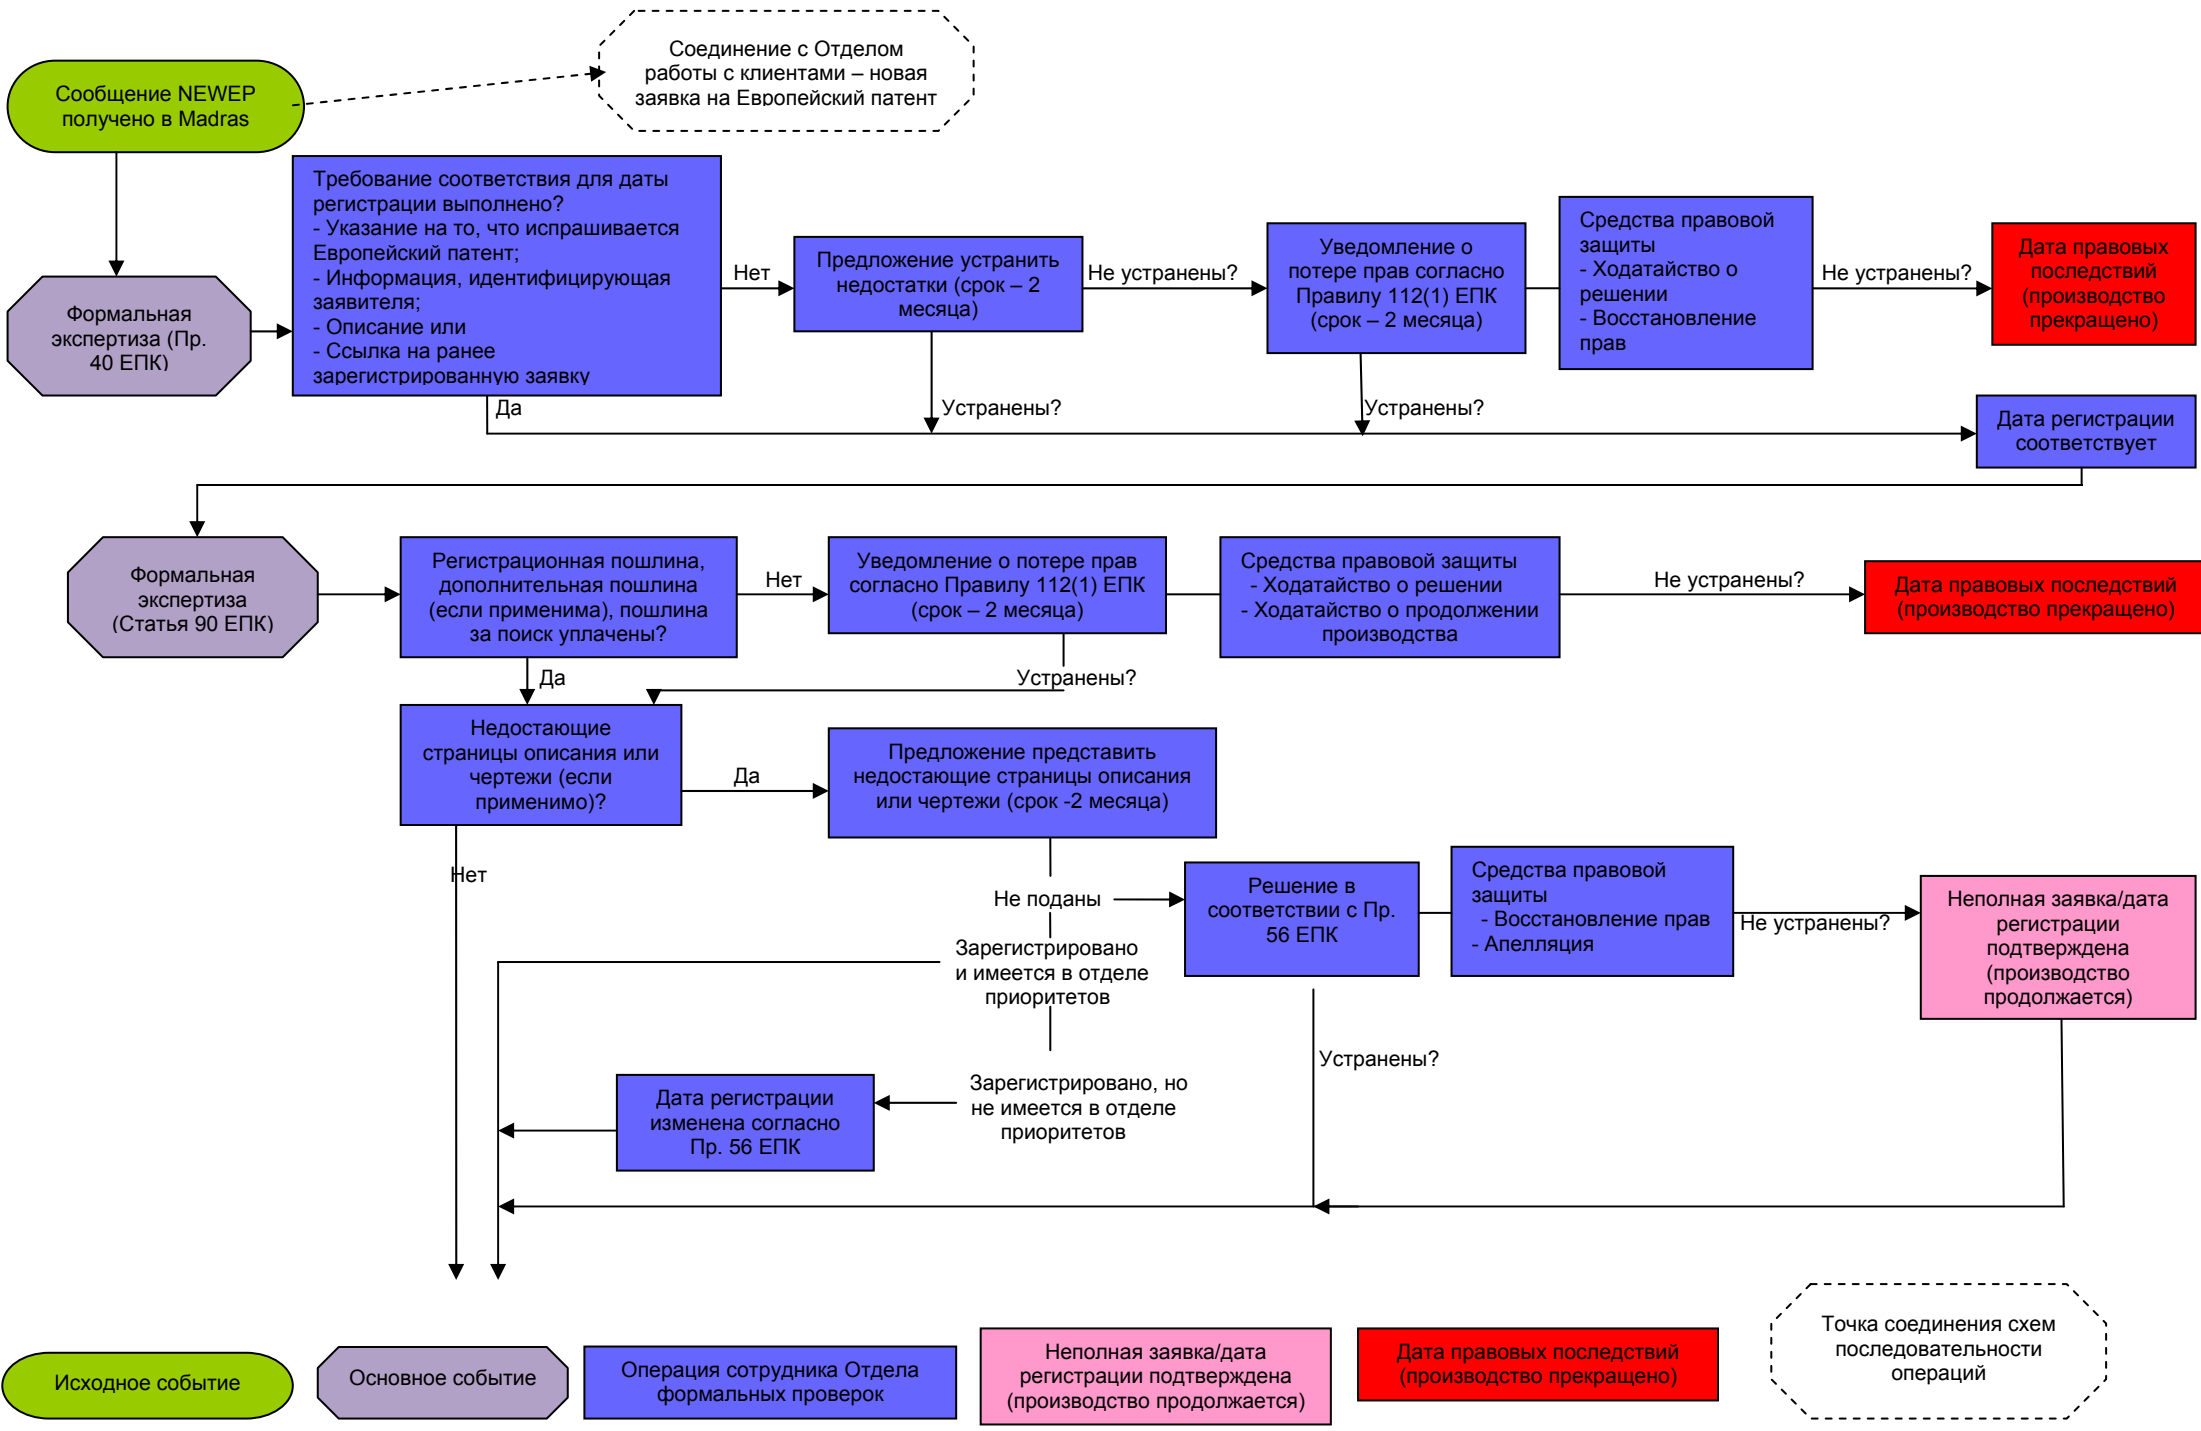 Соединение с Отделом
работы с клиентами – новая
заявка на Европейский патент
Сообщение NEWEP
получено в Madras
Требование соответствия для даты
регистрации выполнено?
- Указание на то, что испрашивается
Европейский патент;
- Информация, идентифицирующая
заявителя;
- Описание или
- Ссылка на ранее
зарегистрированную заявку
Формальная
экспертиза (Пр.
40 ЕПК)
Нет
Предложение устранить
недостатки (срок – 2
месяца)
Не устранены?
Уведомление о
потере прав согласно
Правилу 112(1) ЕПК
(срок – 2 месяца)
Средства правовой
защиты
- Ходатайство о
решении
- Восстановление
прав
Не устранены?
Дата правовых
последствий
(производство
прекращено)
Да
Устранены?
Устранены?
Дата регистрации
соответствует
Формальная
экспертиза
(Статья 90 ЕПК)
Регистрационная пошлина,
дополнительная пошлина
(если применима), пошлина
за поиск уплачены?
Нет
Уведомление о потере прав
согласно Правилу 112(1) ЕПК
(срок – 2 месяца)
Средства правовой защиты
- Ходатайство о решении
- Ходатайство о продолжении
производства
Не устранены?
Дата правовых последствий
(производство прекращено)
Да
Устранены?
Недостающие
страницы описания или
чертежи (если
применимо)?
Да
Предложение представить
недостающие страницы описания
или чертежи (срок -2 месяца)
Нет
Не поданы
Решение в
соответствии с Пр.
56 ЕПК
Средства правовой
защиты
- Восстановление прав
- Апелляция
Не устранены?
Неполная заявка/дата
регистрации
подтверждена
(производство
продолжается)
Зарегистрировано
и имеется в отделе
приоритетов
Устранены?
Зарегистрировано, но
не имеется в отделе
приоритетов
Дата регистрации
изменена согласно
Пр. 56 ЕПК
Исходное событие
Основное событие
Операция сотрудника Отдела
формальных проверок
Неполная заявка/дата
регистрации подтверждена
(производство продолжается)
Дата правовых последствий
(производство прекращено)
Точка соединения схем
последовательности
операций